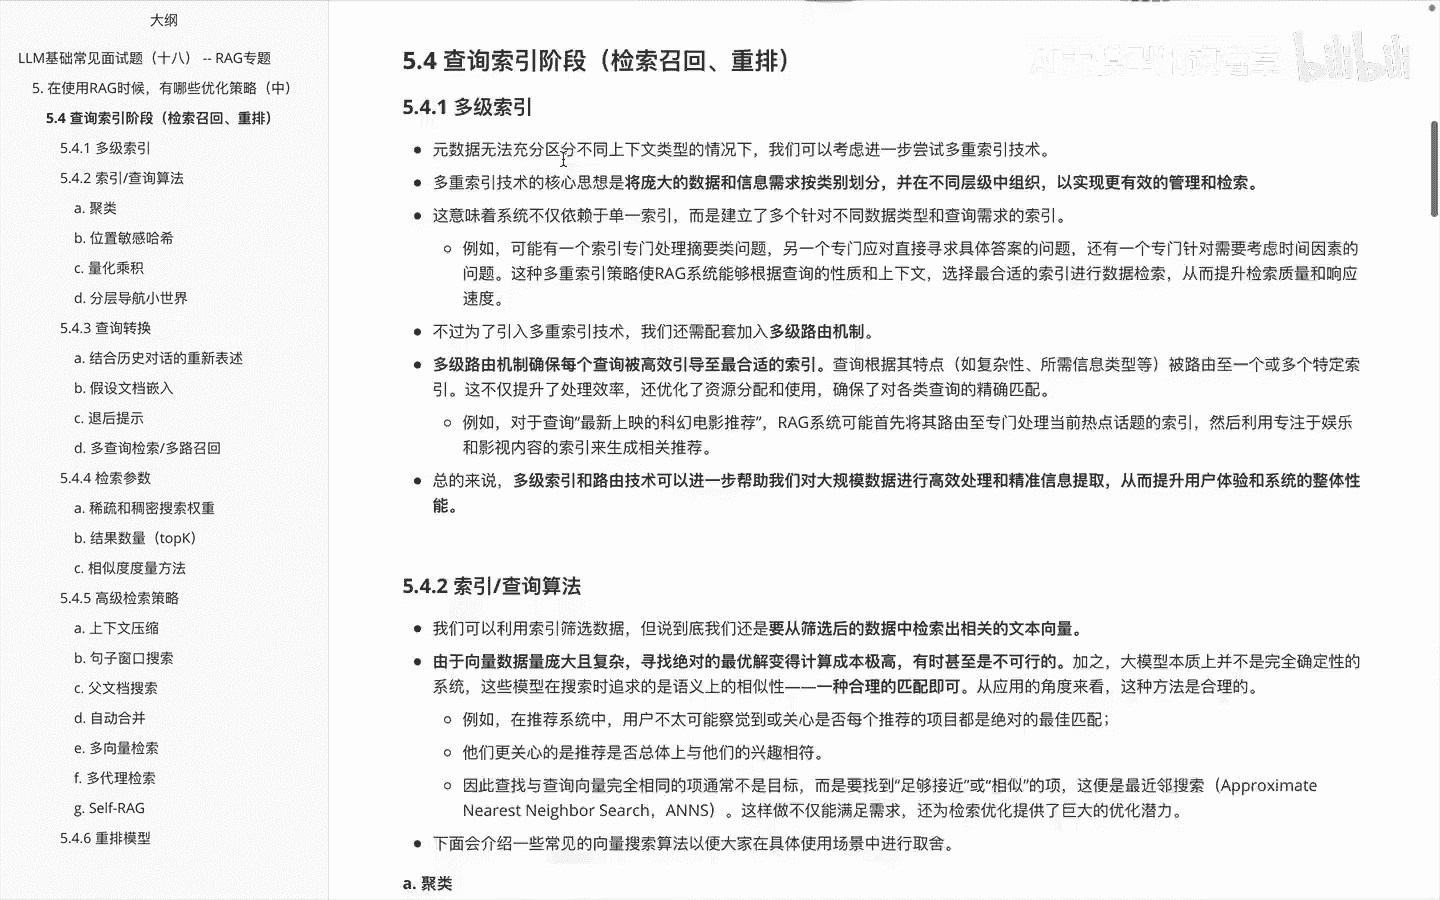 大纲
LLM基础常见面试题（十八） -- RAG专题
5. 在使用RAG时候，有哪些优化策略（中）
5.4 查询索引阶段（检索召回、重排）
5.4.1 多级索引
5.4.2 索引/查询算法
a. 聚类
b. 位置敏感哈希
c. 量化乘积
d. 分层导航小世界
5.4.3 查询转换
a. 结合历史对话的重新表述
b. 假设文档嵌入
c. 退后提示
d. 多查询检索/多路召回
5.4.4 检索参数
a. 稀疏和稠密搜索权重
b. 结果数量（topK）
c. 相似度度量方法
5.4.5 高级检索策略
a. 上下文压缩
b. 句子窗口搜索
c. 父文档搜索
d. 自动合并
e. 多向量检索
f. 多代理检索
g. Self-RAG
5.4.6 重排模型
5.4 查询索引阶段（检索召回、重排）
5.4.1 多级索引
元数据无法充分区分不同上下文类型的情况下，我们可以考虑进一步尝试多重索引技术。
多重索引技术的核心思想是将庞大的数据和信息需求按类别划分，并在不同层级中组织，以实现更有效的管理和检索。
这意味着系统不仅依赖于单一索引，而是建立了多个针对不同数据类型和查询需求的索引。
例如，可能有一个索引专门处理摘要类问题，另一个专门应对直接寻求具体答案的问题，还有一个专门针对需要考虑时间因素的
问题。这种多重索引策略使RAG系统能够根据查询的性质和上下文，选择最合适的索引进行数据检索，从而提升检索质量和响应
速度。
不过为了引入多重索引技术，我们还需配套加入多级路由机制。
多级路由机制确保每个查询被高效引导至最合适的索引。查询根据其特点（如复杂性、所需信息类型等）被路由至一个或多个特定索
引。这不仅提升了处理效率，还优化了资源分配和使用，确保了对各类查询的精确匹配。
例如，对于查询“最新上映的科幻电影推荐”，RAG系统可能首先将其路由至专门处理当前热点话题的索引，然后利用专注于娱乐
和影视内容的索引来生成相关推荐。
总的来说，多级索引和路由技术可以进一步帮助我们对大规模数据进行高效处理和精准信息提取，从而提升用户体验和系统的整体性
能。
5.4.2 索引/查询算法
我们可以利用索引筛选数据，但说到底我们还是要从筛选后的数据中检索出相关的文本向量。
由于向量数据量庞大且复杂，寻找绝对的最优解变得计算成本极高，有时甚至是不可行的。加之，大模型本质上并不是完全确定性的
系统，这些模型在搜索时追求的是语义上的相似性——一种合理的匹配即可。从应用的角度来看，这种方法是合理的。
例如，在推荐系统中，用户不太可能察觉到或关心是否每个推荐的项目都是绝对的最佳匹配；
他们更关心的是推荐是否总体上与他们的兴趣相符。
因此查找与查询向量完全相同的项通常不是目标，而是要找到“足够接近”或“相似”的项，这便是最近邻搜索（Approximate
Nearest Neighbor Search，ANNS）。这样做不仅能满足需求，还为检索优化提供了巨大的优化潜力。
下面会介绍一些常见的向量搜索算法以便大家在具体使用场景中进行取舍。
a. 聚类
bilibili